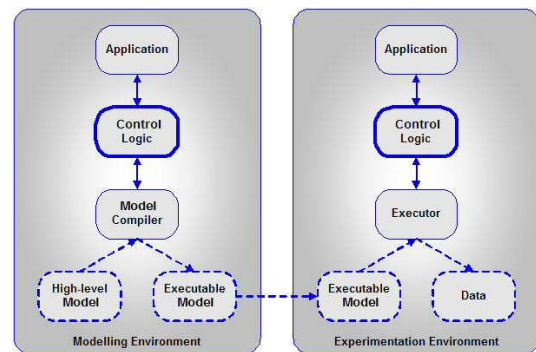 Application
Control
Logic
Model
Compiler
High-level
Model
Executable
Model
Modelling Environment
Application
Control
Logic
Executor
Executable
Model
Data
Experimentation Environment